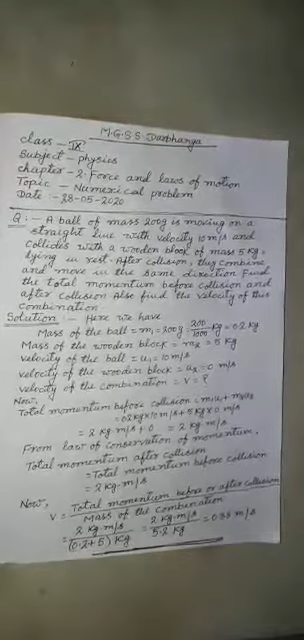 M.G.S.S. Darbhanga
class - IX
Subject - physics
chapter - 2: Force and laws of motion
Topic - Numerical problem
Date - 28-05-2020
Q: - A ball of mass 200g is moving on a
straight line with velocity 10 m/s and
collides with a wooden block of mass 5 Kg
lying in rest. After collision, they combine
and move in the same direction. Find
the total momentum before collision and
after collision. Also find the velocity of this
combination.
Solution: - Here we have
Mass of the ball = m₁ = 200g 200/1000 Kg = 0.2 Kg
Mass of the wooden block = m₂ = 5 Kg
velocity of the ball = u₁ = 10 m/s
velocity of the wooden block = u₂ = 0 m/s
velocity of the combination = v = ?
Now,
Total momentum before collision = m₁u₁ + m₂u₂
= 0.2 Kg x 10 m/s + 5 Kg x 0 m/s
= 2 Kg m/s + 0 = 2 Kg m/s
From law of conservation of momentum,
Total momentum after collision
= Total momentum before collision
= 2 Kg-m/s
Now,
V = Total momentum before or after collision / Mass of the combination
= 2 Kg-m/s / (0.2+5) Kg = 2 Kg-m/s / 5.2 Kg = 0.38 m/s